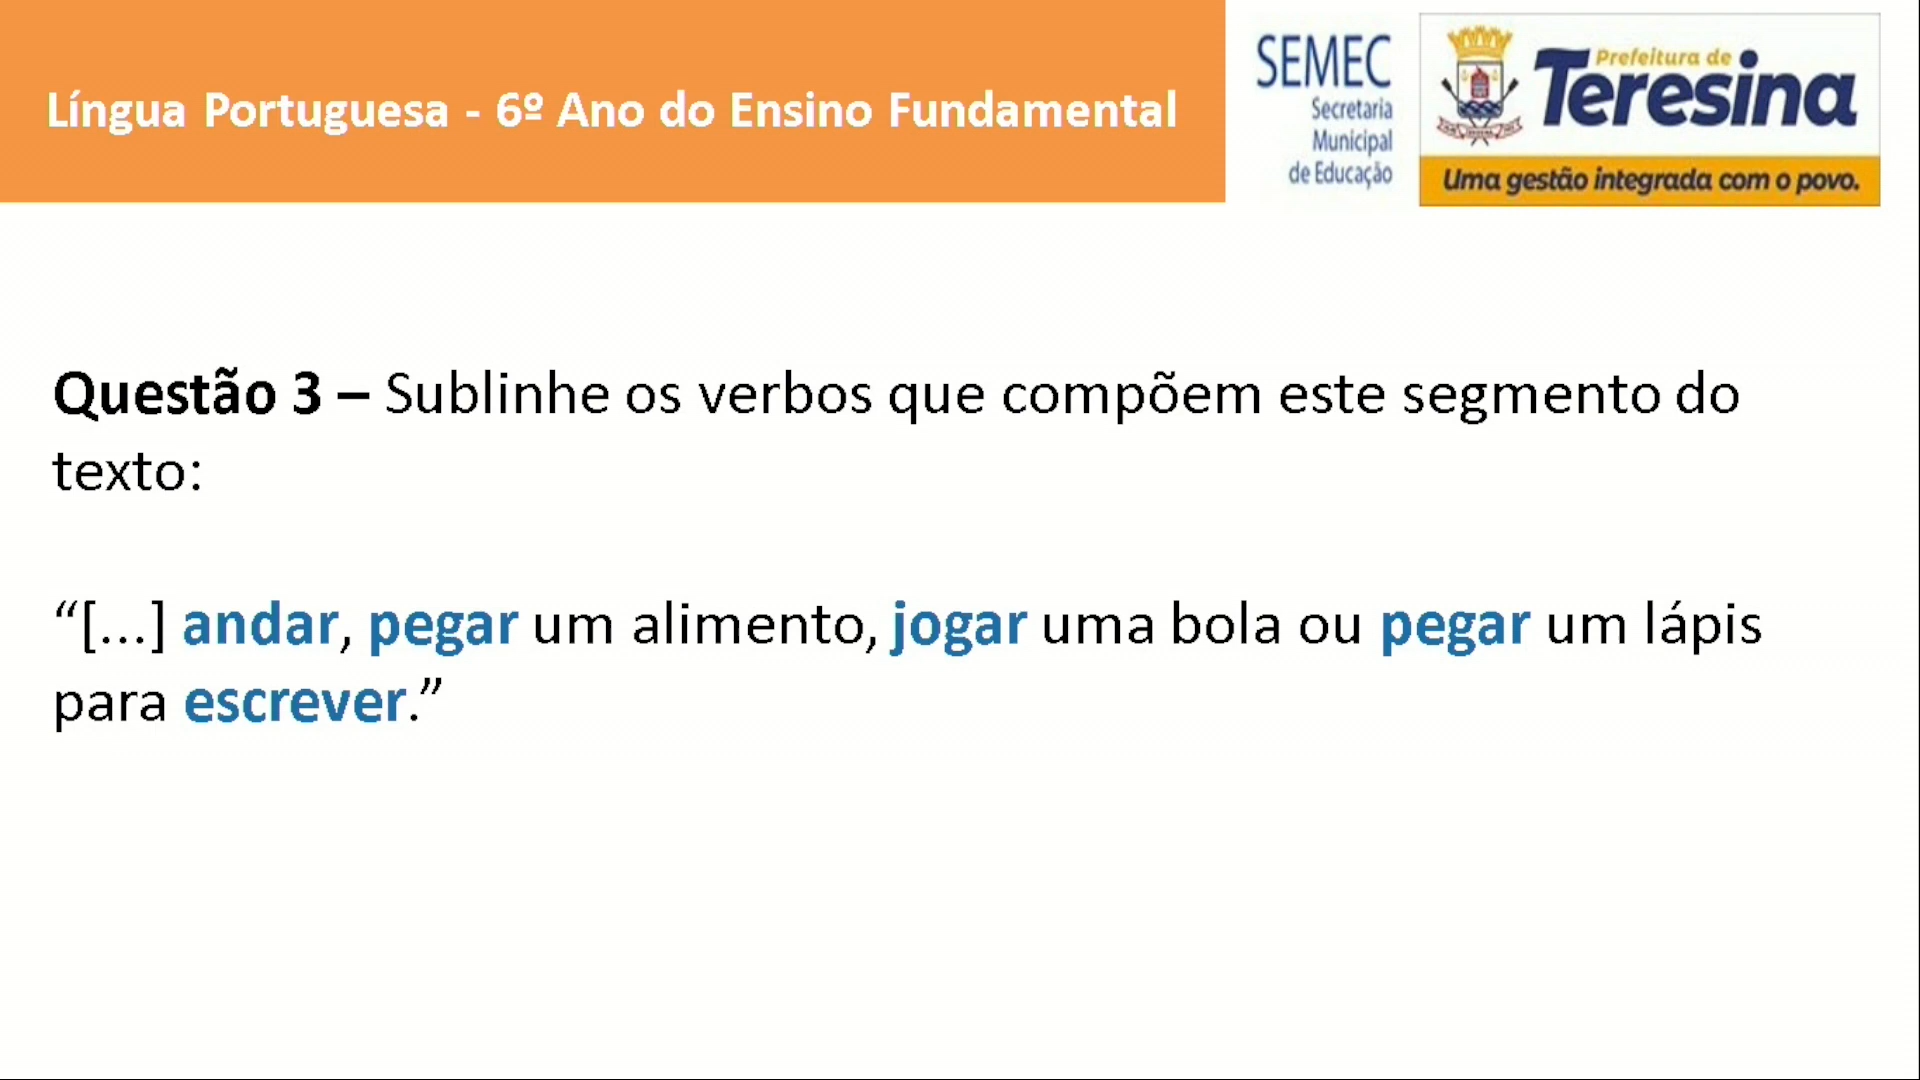 Língua Portuguesa - 6º Ano do Ensino Fundamental
SEMEC
Secretaria
Municipal
de Educação
Prefeitura de
Teresina
Uma gestão integrada com o povo.
Questão 3 – Sublinhe os verbos que compõem este segmento do
texto:
“[...] andar, pegar um alimento, jogar uma bola ou pegar um lápis
para escrever.”